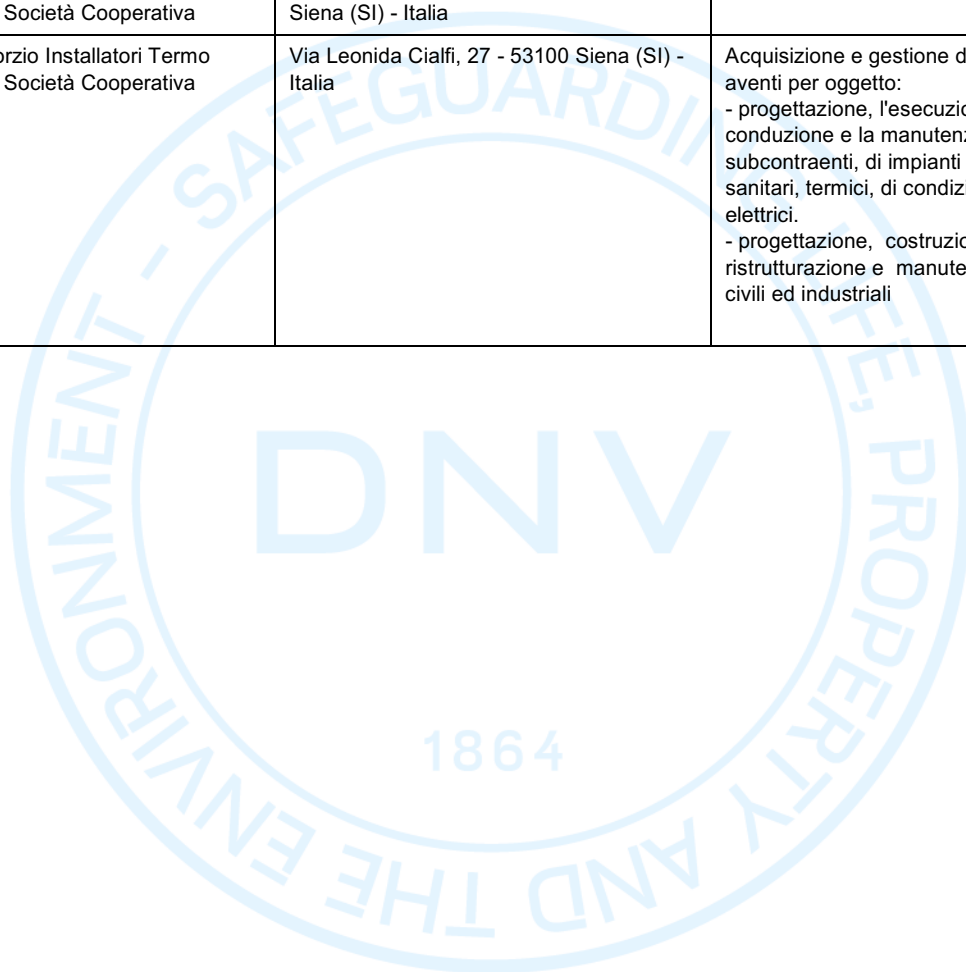 Società Cooperativa
Siena (SI) - Italia
rzio Installatori Termo
Società Cooperativa
Via Leonida Cialfi, 27 - 53100 Siena (SI) -
Italia
Acquisizione e gestione d
aventi per oggetto:
- progettazione, l'esecuzio
conduzione e la manuten
subcontraenti, di impianti
sanitari, termici, di condiz
elettrici.
- progettazione, costruzio
ristrutturazione e manute
civili ed industriali
SAFEGUARDING LIFE, PROPERTY AND THE ENVIRONMENT -
DNV
1864